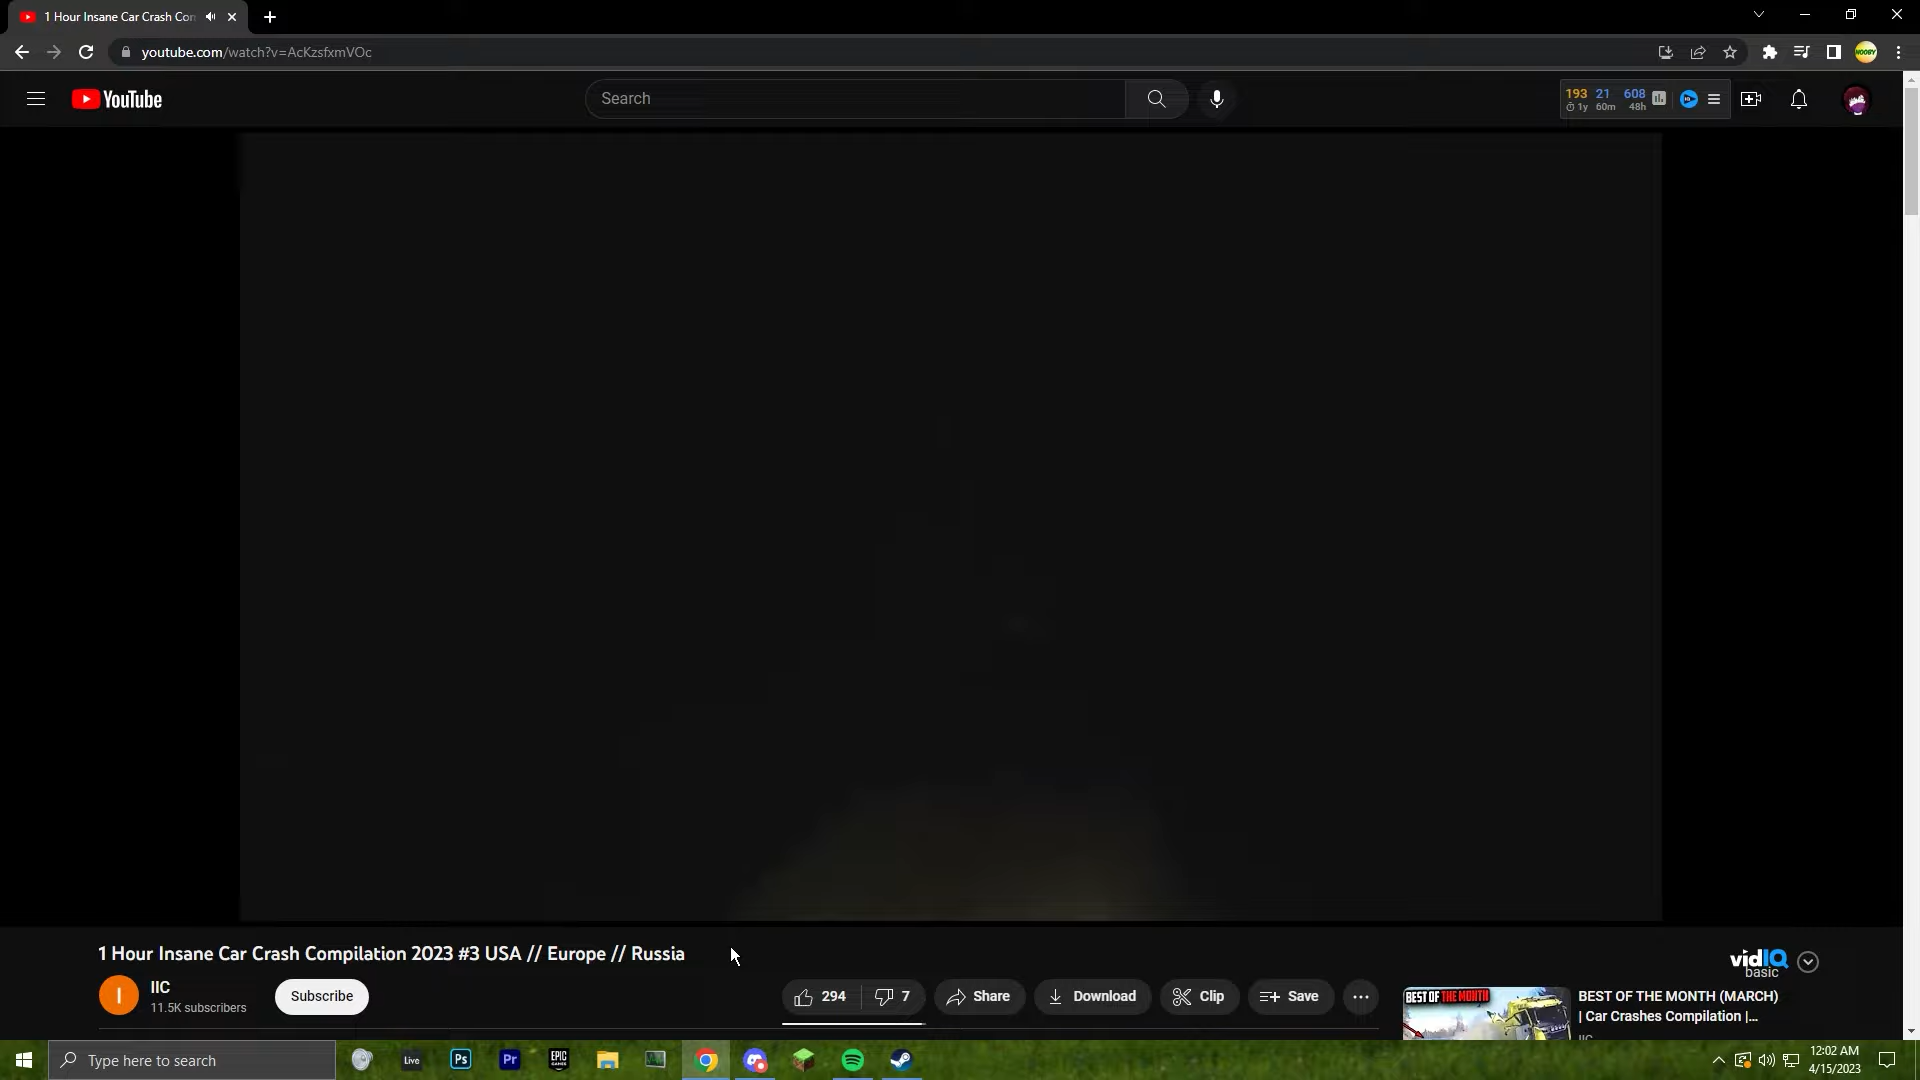 1 Hour Insane Car Crash Con
youtube.com/watch?v=AcKzsfxmVOc
NOOBY
YouTube
Search
193 21 608
1y 60m 48h
1 Hour Insane Car Crash Compilation 2023 #3 USA // Europe // Russia
vidIQ
basic
I
IIC
11.5K subscribers
Subscribe
294
7
Share
Download
Clip
Save
BEST OF THE MONTH
BEST OF THE MONTH (MARCH)
| Car Crashes Compilation |...
IIC
Type here to search
Live
Ps
Pr
EPIC
GAMES
12:02 AM
4/15/2023